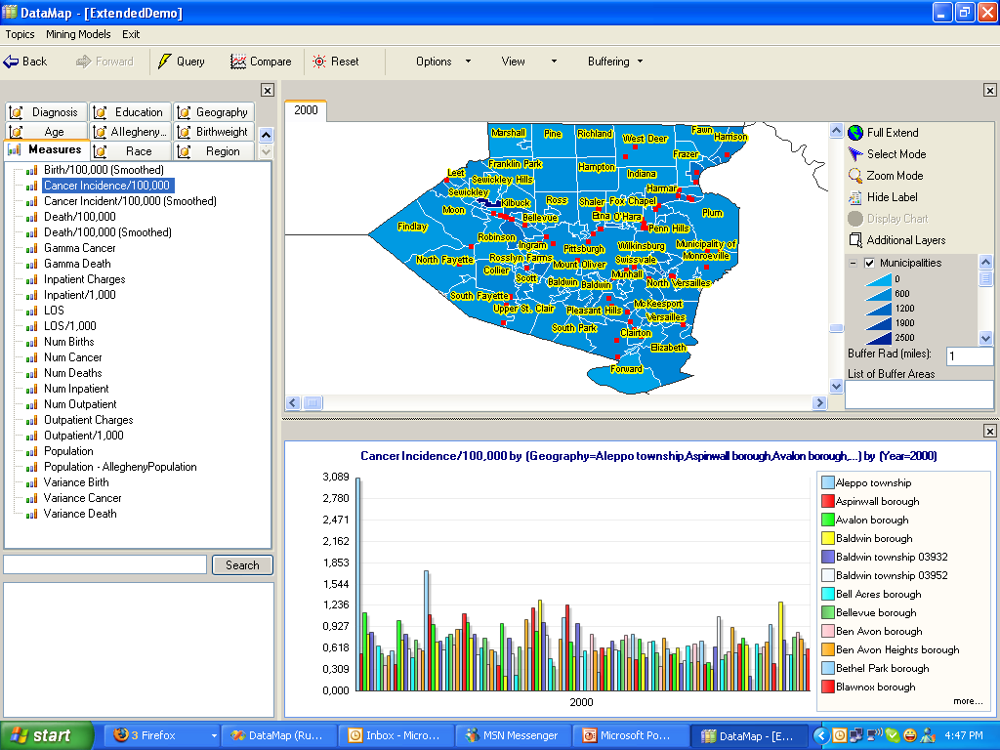 DataMap - [ExtendedDemo]
Topics Mining Models Exit
Back Forward Query Compare Reset Options View Buffering
Diagnosis Education Geography
Age Allegheny... Birthweight
Measures Race Region
Birth/100,000 (Smoothed)
Cancer Incidence/100,000
Cancer Incident/100,000 (Smoothed)
Death/100,000
Death/100,000 (Smoothed)
Gamma Cancer
Gamma Death
Inpatient Charges
Inpatient/1,000
LOS
LOS/1,000
Num Births
Num Cancer
Num Deaths
Num Inpatient
Num Outpatient
Outpatient Charges
Outpatient/1,000
Population
Population - AlleghenyPopulation
Variance Birth
Variance Cancer
Variance Death
Search
2000
Marshall Pine Richland West Deer Fawn Harrison
Frazer
Franklin Park Hampton Indiana
Leet Sewickley Hills Harmar
Sewickley Kilbuck Ross Shaler Fox Chapel
Moon Bellevue Etna O'Hara Plum
Findlay Robinson Penn Hills
Ingram Pittsburgh Wilkinsburg Municipality of
North Fayette Rosslyn Farms Mount Oliver Swissvale Monroeville
Collier Scott Baldwin Baldwin Munhall North Versailles
South Fayette Upper St. Clair Pleasant Hills McKeesport
Versailles
South Park Clairton
Elizabeth
Forward
Full Extend
Select Mode
Zoom Mode
Hide Label
Display Chart
Additional Layers
Municipalities
0
600
1200
1900
2500
Buffer Rad (miles): 1
List of Buffer Areas
Cancer Incidence/100,000 by (Geography=Aleppo township,Aspinwall borough,Avalon borough,...) by (Year=2000)
3,089
2,780
2,471
2,162
1,853
1,544
1,236
0,927
0,618
0,309
0,000
2000
Aleppo township
Aspinwall borough
Avalon borough
Baldwin borough
Baldwin township 03932
Baldwin township 03952
Bell Acres borough
Bellevue borough
Ben Avon borough
Ben Avon Heights borough
Bethel Park borough
Blawnox borough
more...
start 3 Firefox DataMap (Ru... Inbox - Micro... MSN Messenger Microsoft Po... DataMap - [E... 4:47 PM